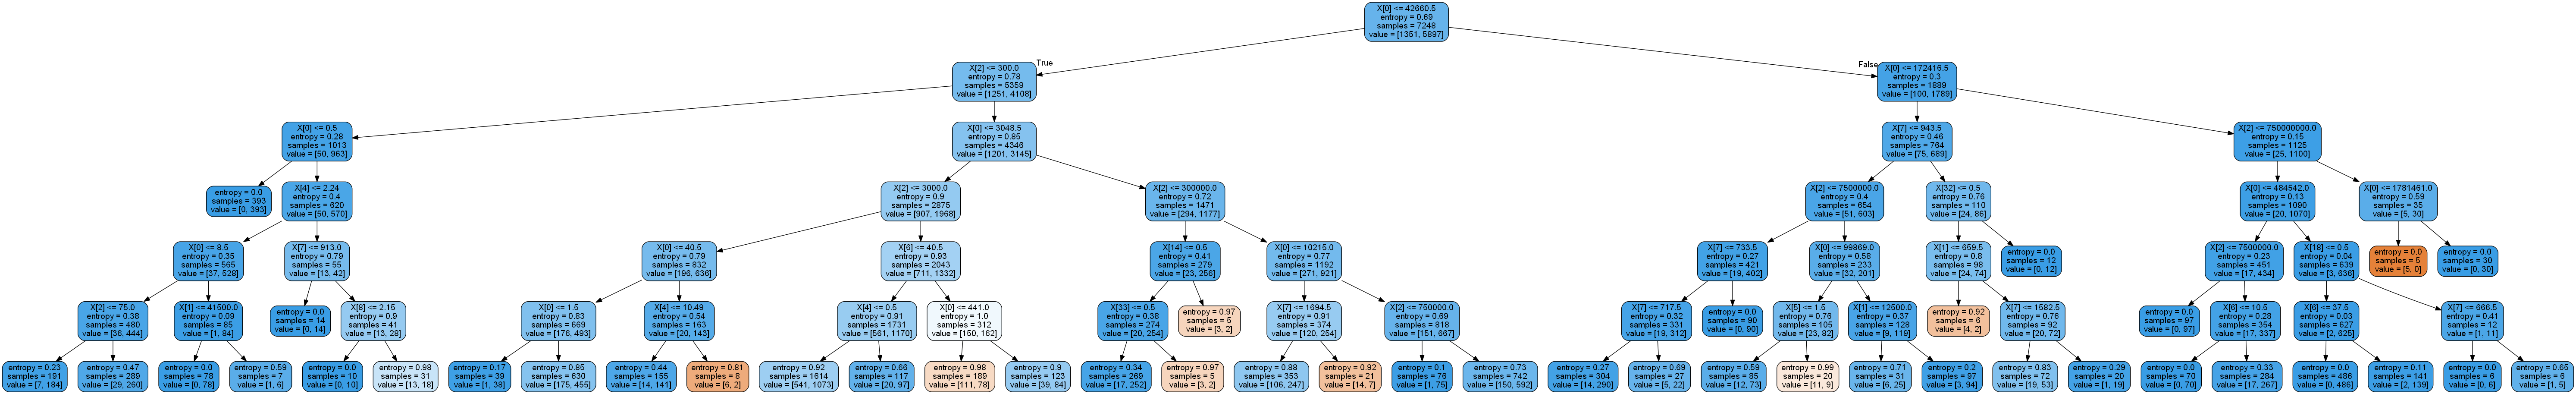 X[0] <= 42660.5
entropy = 0.69
samples = 7248
value = [1351, 5897]
True
False
X[2] <= 300.0
entropy = 0.78
samples = 5359
value = [1251, 4108]
X[0] <= 172416.5
entropy = 0.3
samples = 1889
value = [100, 1789]
X[0] <= 0.5
entropy = 0.28
samples = 1013
value = [50, 963]
X[0] <= 3048.5
entropy = 0.85
samples = 4346
value = [1201, 3145]
X[7] <= 943.5
entropy = 0.46
samples = 764
value = [75, 689]
X[2] <= 750000000.0
entropy = 0.15
samples = 1125
value = [25, 1100]
entropy = 0.0
samples = 393
value = [0, 393]
X[4] <= 2.24
entropy = 0.4
samples = 620
value = [50, 570]
X[2] <= 3000.0
entropy = 0.9
samples = 2875
value = [907, 1968]
X[2] <= 300000.0
entropy = 0.72
samples = 1471
value = [294, 1177]
X[2] <= 7500000.0
entropy = 0.4
samples = 654
value = [51, 603]
X[32] <= 0.5
entropy = 0.76
samples = 110
value = [24, 86]
X[0] <= 484542.0
entropy = 0.13
samples = 1090
value = [20, 1070]
X[0] <= 1781461.0
entropy = 0.59
samples = 35
value = [5, 30]
X[0] <= 8.5
entropy = 0.35
samples = 565
value = [37, 528]
X[7] <= 913.0
entropy = 0.79
samples = 55
value = [13, 42]
X[0] <= 40.5
entropy = 0.79
samples = 832
value = [196, 636]
X[6] <= 40.5
entropy = 0.93
samples = 2043
value = [711, 1332]
X[14] <= 0.5
entropy = 0.41
samples = 279
value = [23, 256]
X[0] <= 10215.0
entropy = 0.77
samples = 1192
value = [271, 921]
X[7] <= 733.5
entropy = 0.27
samples = 421
value = [19, 402]
X[0] <= 99869.0
entropy = 0.58
samples = 233
value = [32, 201]
X[1] <= 659.5
entropy = 0.8
samples = 98
value = [24, 74]
entropy = 0.0
samples = 12
value = [0, 12]
X[2] <= 7500000.0
entropy = 0.23
samples = 451
value = [17, 434]
X[18] <= 0.5
entropy = 0.04
samples = 639
value = [3, 636]
entropy = 0.0
samples = 5
value = [5, 0]
entropy = 0.0
samples = 30
value = [0, 30]
X[2] <= 75.0
entropy = 0.38
samples = 480
value = [36, 444]
X[1] <= 41500.0
entropy = 0.09
samples = 85
value = [1, 84]
entropy = 0.0
samples = 14
value = [0, 14]
X[8] <= 2.15
entropy = 0.9
samples = 41
value = [13, 28]
X[0] <= 1.5
entropy = 0.83
samples = 669
value = [176, 493]
X[4] <= 10.49
entropy = 0.54
samples = 163
value = [20, 143]
X[4] <= 0.5
entropy = 0.91
samples = 1731
value = [561, 1170]
X[0] <= 441.0
entropy = 1.0
samples = 312
value = [150, 162]
X[33] <= 0.5
entropy = 0.38
samples = 274
value = [20, 254]
entropy = 0.97
samples = 5
value = [3, 2]
X[7] <= 1694.5
entropy = 0.91
samples = 374
value = [120, 254]
X[2] <= 750000.0
entropy = 0.69
samples = 818
value = [151, 667]
X[7] <= 717.5
entropy = 0.32
samples = 331
value = [19, 312]
entropy = 0.0
samples = 90
value = [0, 90]
X[5] <= 1.5
entropy = 0.76
samples = 105
value = [23, 82]
X[1] <= 12500.0
entropy = 0.37
samples = 128
value = [9, 119]
entropy = 0.92
samples = 6
value = [4, 2]
X[7] <= 1582.5
entropy = 0.76
samples = 92
value = [20, 72]
entropy = 0.0
samples = 97
value = [0, 97]
X[6] <= 10.5
entropy = 0.28
samples = 354
value = [17, 337]
X[6] <= 37.5
entropy = 0.03
samples = 627
value = [2, 625]
X[7] <= 666.5
entropy = 0.41
samples = 12
value = [1, 11]
entropy = 0.23
samples = 191
value = [7, 184]
entropy = 0.47
samples = 289
value = [29, 260]
entropy = 0.0
samples = 78
value = [0, 78]
entropy = 0.59
samples = 7
value = [1, 6]
entropy = 0.0
samples = 10
value = [0, 10]
entropy = 0.98
samples = 31
value = [13, 18]
entropy = 0.17
samples = 39
value = [1, 38]
entropy = 0.85
samples = 630
value = [175, 455]
entropy = 0.44
samples = 155
value = [14, 141]
entropy = 0.81
samples = 8
value = [6, 2]
entropy = 0.92
samples = 1614
value = [541, 1073]
entropy = 0.66
samples = 117
value = [20, 97]
entropy = 0.98
samples = 189
value = [111, 78]
entropy = 0.9
samples = 123
value = [39, 84]
entropy = 0.34
samples = 269
value = [17, 252]
entropy = 0.97
samples = 5
value = [3, 2]
entropy = 0.88
samples = 353
value = [106, 247]
entropy = 0.92
samples = 21
value = [14, 7]
entropy = 0.1
samples = 76
value = [1, 75]
entropy = 0.73
samples = 742
value = [150, 592]
entropy = 0.27
samples = 304
value = [14, 290]
entropy = 0.69
samples = 27
value = [5, 22]
entropy = 0.59
samples = 85
value = [12, 73]
entropy = 0.99
samples = 20
value = [11, 9]
entropy = 0.71
samples = 31
value = [6, 25]
entropy = 0.2
samples = 97
value = [3, 94]
entropy = 0.83
samples = 72
value = [19, 53]
entropy = 0.29
samples = 20
value = [1, 19]
entropy = 0.0
samples = 70
value = [0, 70]
entropy = 0.33
samples = 284
value = [17, 267]
entropy = 0.0
samples = 486
value = [0, 486]
entropy = 0.11
samples = 141
value = [2, 139]
entropy = 0.0
samples = 6
value = [0, 6]
entropy = 0.65
samples = 6
value = [1, 5]